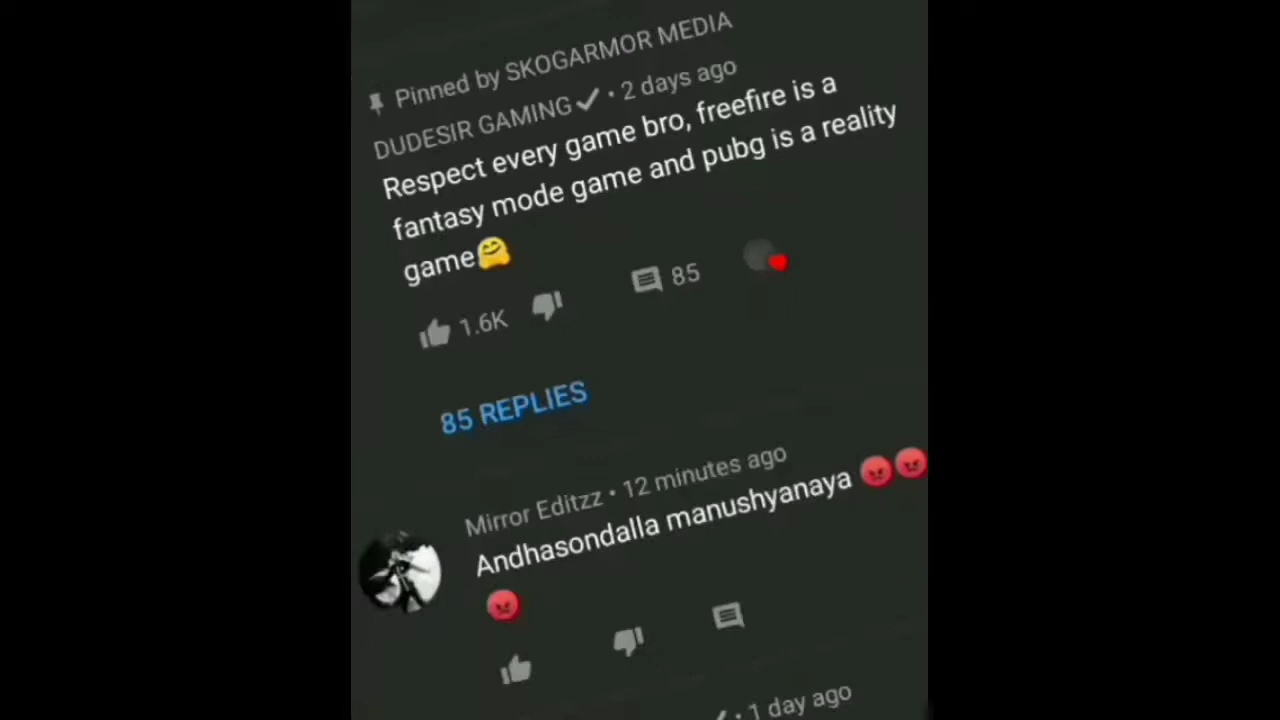 Pinned by SKOGARMOR MEDIA
DUDESIR GAMING • 2 days ago
Respect every game bro, freefire is a
fantasy mode game and pubg is a reality
game🤗
1.6K 85
85 REPLIES
Mirror Editzz • 12 minutes ago
Andhasondalla manushyanaya 😡😡
😡
• 1 day ago